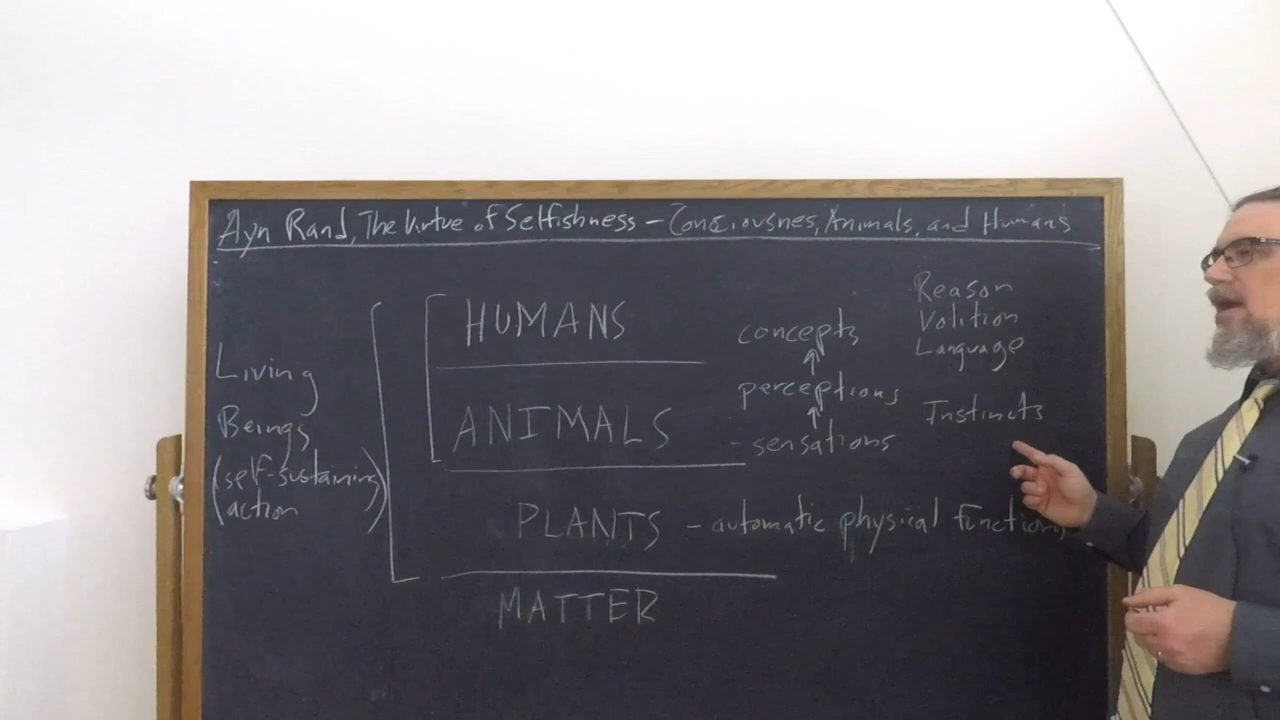 Ayn Rand, The Virtue of Selfishness – Consciousnes, Animals, and Humans
Living
Beings
(self-sustaining
action)
HUMANS
ANIMALS
PLANTS – automatic physical functions
MATTER
concepts
perceptions
- sensations
Reason
Volition
Language
Instincts